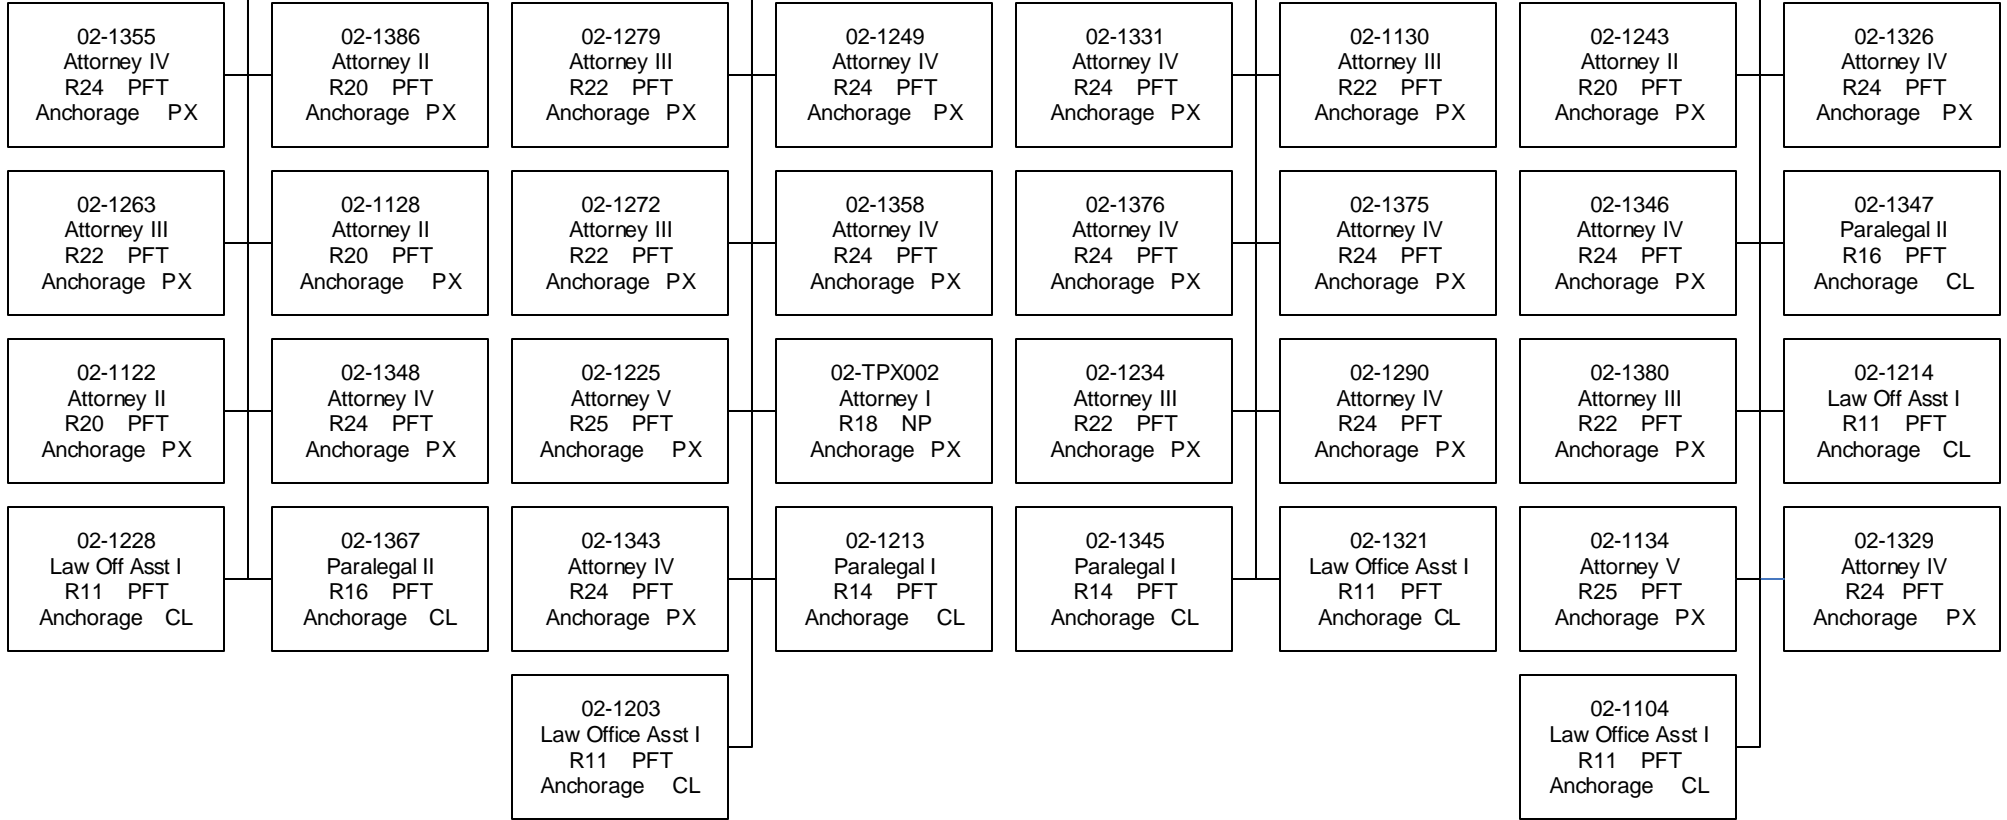 02-1355
Attorney IV
R24 PFT
Anchorage PX
02-1386
Attorney II
R20 PFT
Anchorage PX
02-1279
Attorney III
R22 PFT
Anchorage PX
02-1249
Attorney IV
R24 PFT
Anchorage PX
02-1331
Attorney IV
R24 PFT
Anchorage PX
02-1130
Attorney III
R22 PFT
Anchorage PX
02-1243
Attorney II
R20 PFT
Anchorage PX
02-1326
Attorney IV
R24 PFT
Anchorage PX
02-1263
Attorney III
R22 PFT
Anchorage PX
02-1128
Attorney II
R20 PFT
Anchorage PX
02-1272
Attorney III
R22 PFT
Anchorage PX
02-1358
Attorney IV
R24 PFT
Anchorage PX
02-1376
Attorney IV
R24 PFT
Anchorage PX
02-1375
Attorney IV
R24 PFT
Anchorage PX
02-1346
Attorney IV
R24 PFT
Anchorage PX
02-1347
Paralegal II
R16 PFT
Anchorage CL
02-1122
Attorney II
R20 PFT
Anchorage PX
02-1348
Attorney IV
R24 PFT
Anchorage PX
02-1225
Attorney V
R25 PFT
Anchorage PX
02-TPX002
Attorney I
R18 NP
Anchorage PX
02-1234
Attorney III
R22 PFT
Anchorage PX
02-1290
Attorney IV
R24 PFT
Anchorage PX
02-1380
Attorney III
R22 PFT
Anchorage PX
02-1214
Law Off Asst I
R11 PFT
Anchorage CL
02-1228
Law Off Asst I
R11 PFT
Anchorage CL
02-1367
Paralegal II
R16 PFT
Anchorage CL
02-1343
Attorney IV
R24 PFT
Anchorage PX
02-1213
Paralegal I
R14 PFT
Anchorage CL
02-1345
Paralegal I
R14 PFT
Anchorage CL
02-1321
Law Office Asst I
R11 PFT
Anchorage CL
02-1134
Attorney V
R25 PFT
Anchorage PX
02-1329
Attorney IV
R24 PFT
Anchorage PX
02-1203
Law Office Asst I
R11 PFT
Anchorage CL
02-1104
Law Office Asst I
R11 PFT
Anchorage CL